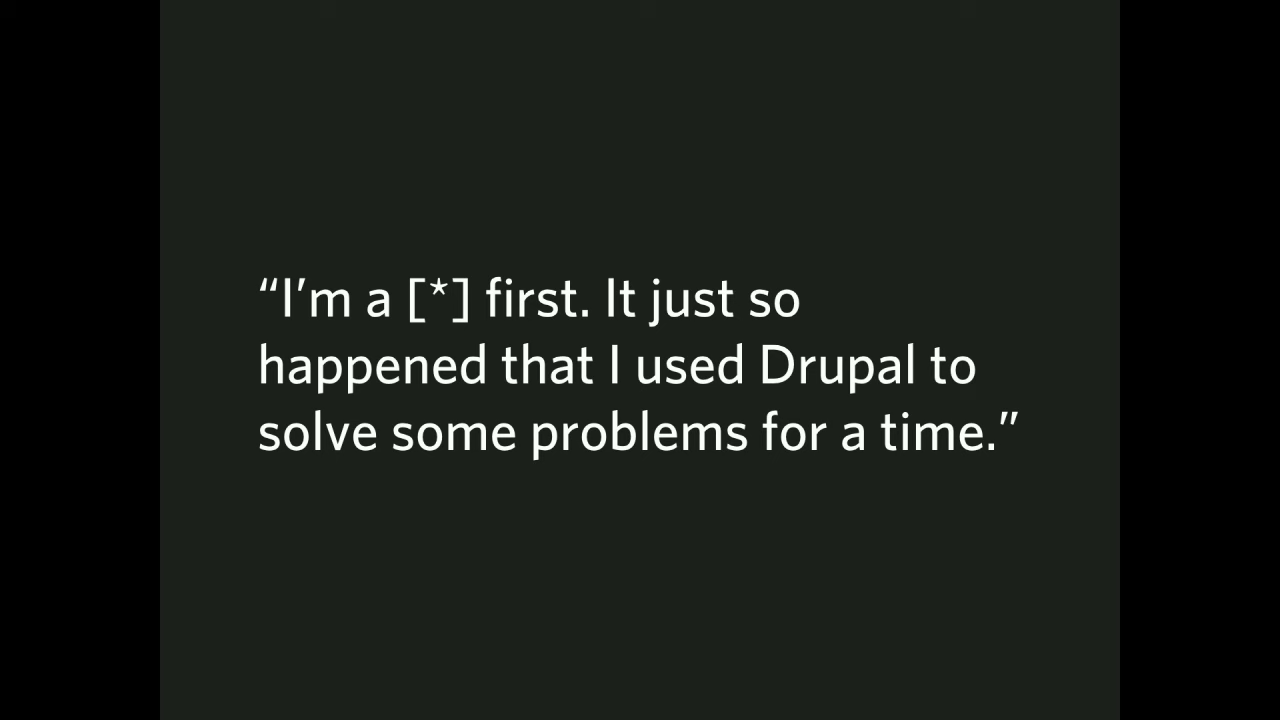 “I’m a [*] first. It just so
happened that I used Drupal to
solve some problems for a time.”